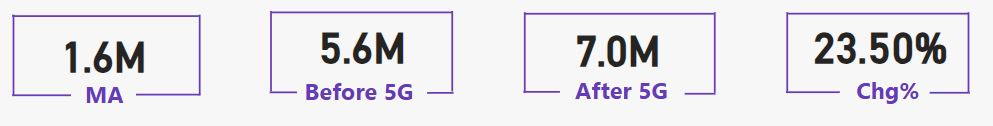 1.6M
MA
5.6M
Before 5G
7.0M
After 5G
23.50%
Chg%